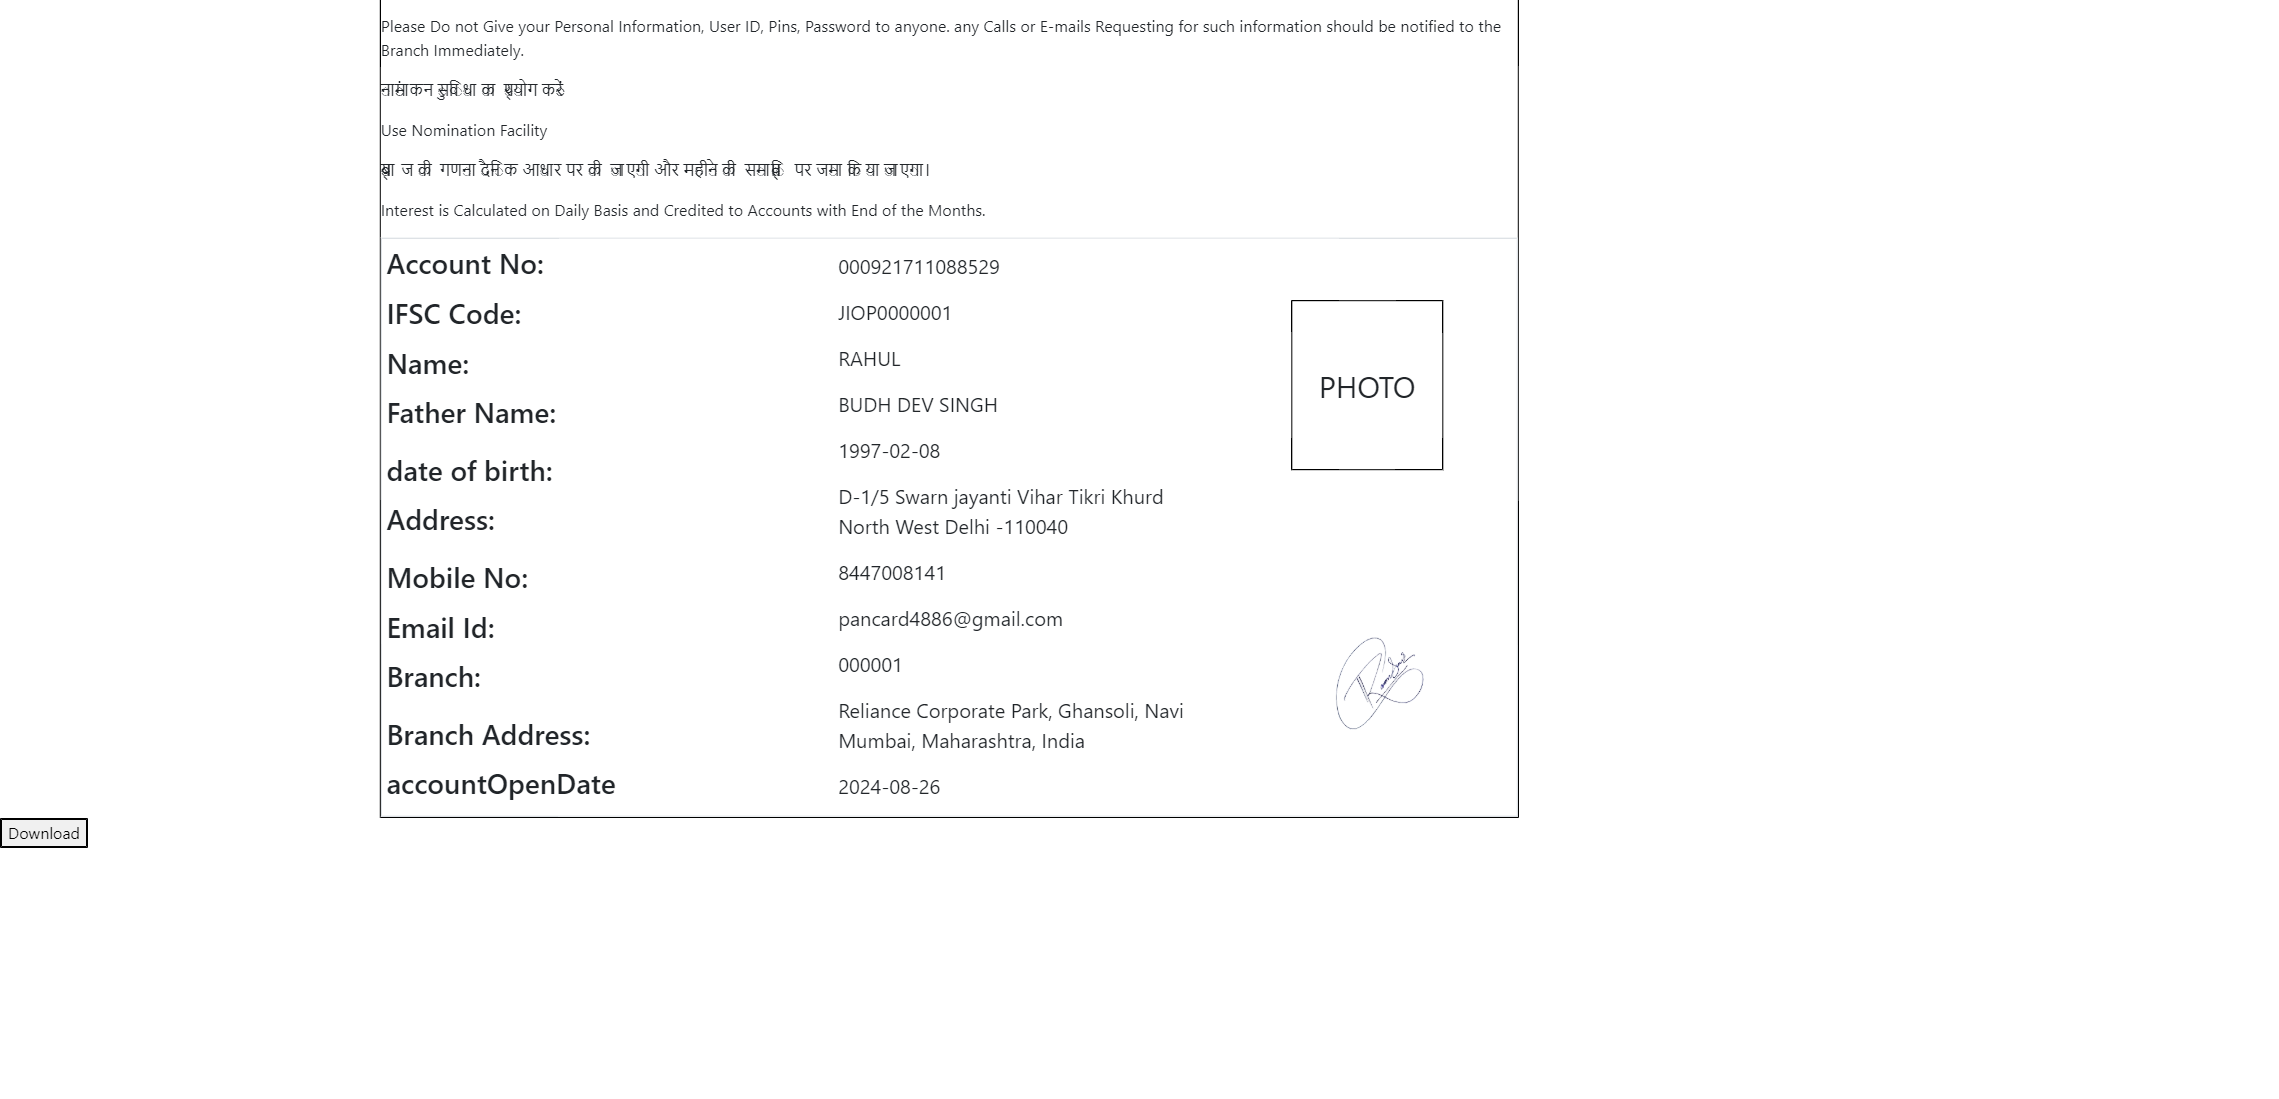 Please Do not Give your Personal Information, User ID, Pins, Password to anyone. any Calls or E-mails Requesting for such information should be notified to the
Branch Immediately.
नामांकन सुविधा का प्रयोग करें
Use Nomination Facility
ब्याज की गणना दैनिक आधार पर की जाएगी और महीने की समाप्ति पर जमा किया जाएगा।
Interest is Calculated on Daily Basis and Credited to Accounts with End of the Months.
Account No: 000921711088529
IFSC Code: JIOP0000001
Name: RAHUL
Father Name: BUDH DEV SINGH
date of birth: 1997-02-08
Address: D-1/5 Swarn jayanti Vihar Tikri Khurd
North West Delhi -110040
PHOTO
Mobile No: 8447008141
Email Id: pancard4886@gmail.com
Branch: 000001
Branch Address: Reliance Corporate Park, Ghansoli, Navi
Mumbai, Maharashtra, India
accountOpenDate 2024-08-26
Download